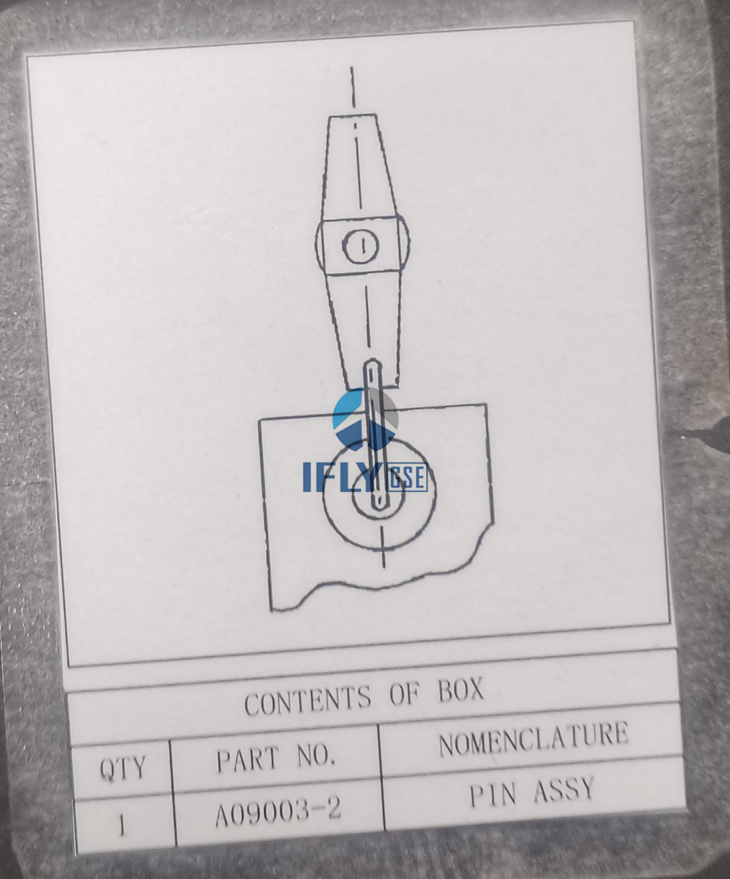 IFLY GSE
CONTENTS OF BOX
QTY PART NO. NOMENCLATURE
1 A09003-2 PIN ASSY